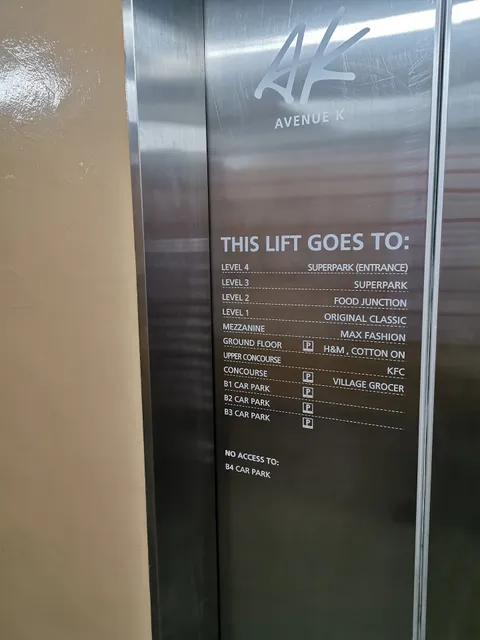 AK
AVENUE K
THIS LIFT GOES TO:
LEVEL 4 SUPERPARK (ENTRANCE)
LEVEL 3 SUPERPARK
LEVEL 2 FOOD JUNCTION
LEVEL 1 ORIGINAL CLASSIC
MEZZANINE MAX FASHION
GROUND FLOOR P H&M , COTTON ON
UPPER CONCOURSE KFC
CONCOURSE P VILLAGE GROCER
B1 CAR PARK P
B2 CAR PARK P
B3 CAR PARK P
NO ACCESS TO:
B4 CAR PARK